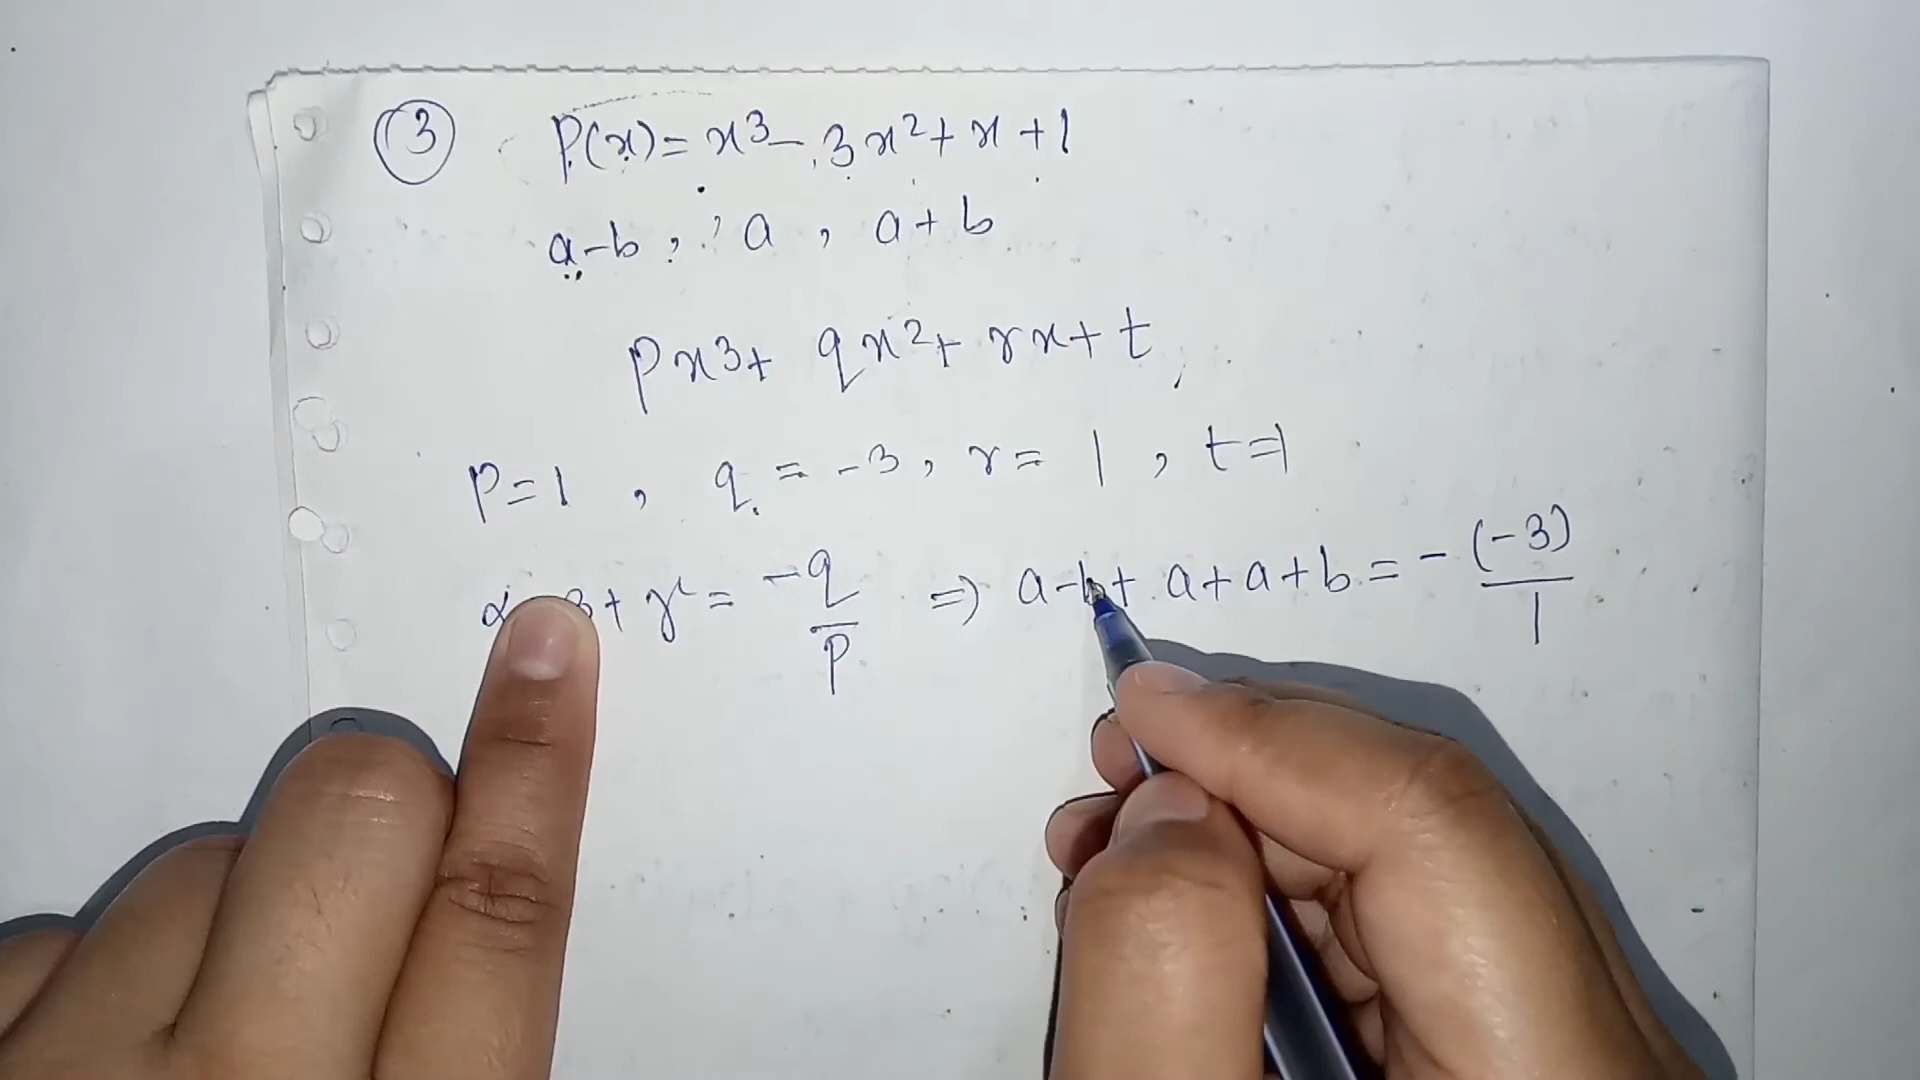 ③ P(x) = x³ - 3x² + x + 1
a-b, a, a+b
px³ + qx² + rx + t
P=1, q = -3, r = 1, t=1
α β + γ = -q/p ⇒ a-b + a+a+b = - (-3)/1